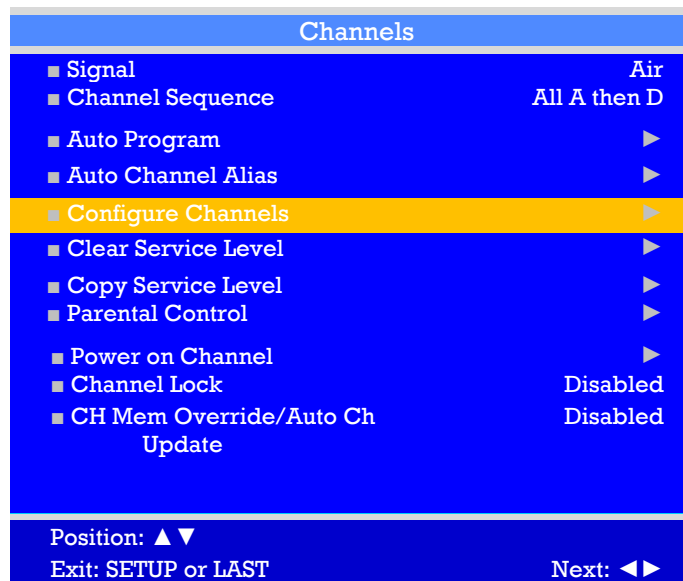 Channels
■ Signal Air
■ Channel Sequence All A then D
■ Auto Program ►
■ Auto Channel Alias ►
■ Configure Channels ►
■ Clear Service Level ►
■ Copy Service Level ►
■ Parental Control ►
■ Power on Channel ►
■ Channel Lock Disabled
■ CH Mem Override/Auto Ch Disabled
Update
Position: ▲▼
Exit: SETUP or LAST Next: ◄►